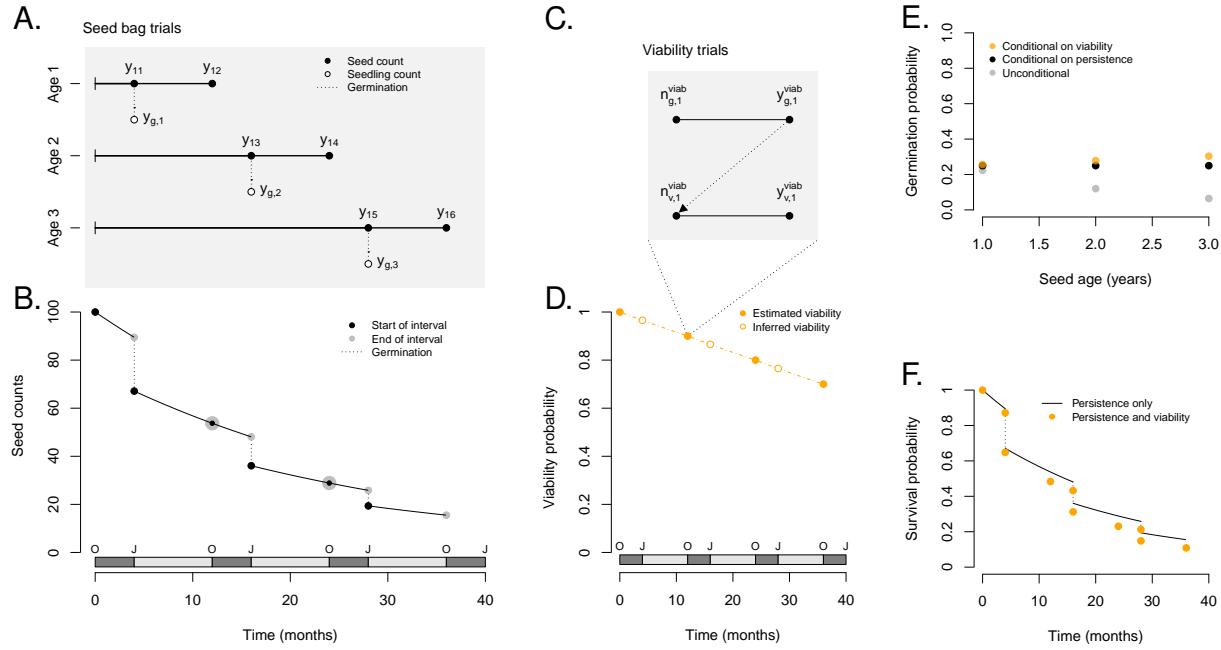 A.
Seed bag trials
Age 1
y11
y12
yg,1
Seed count
Seedling count
Germination
Age 2
y13
y14
yg,2
Age 3
y15
y16
yg,3
B.
Seed counts
100
80
60
40
20
0
Start of interval
End of interval
Germination
O J O J O J O J
0 10 20 30 40
Time (months)
C.
Viability trials
n viab g,1
y viab g,1
n viab v,1
y viab v,1
D.
Viability probability
1
0.8
0.6
0.4
0.2
0
Estimated viability
Inferred viability
O J O J O J O J
0 10 20 30 40
Time (months)
E.
Germination probability
1.0
0.8
0.6
0.4
0.2
0.0
Conditional on viability
Conditional on persistence
Unconditional
1.0 1.5 2.0 2.5 3.0
Seed age (years)
F.
Survival probability
1
0.8
0.6
0.4
0.2
0
Persistence only
Persistence and viability
0 10 20 30 40
Time (months)